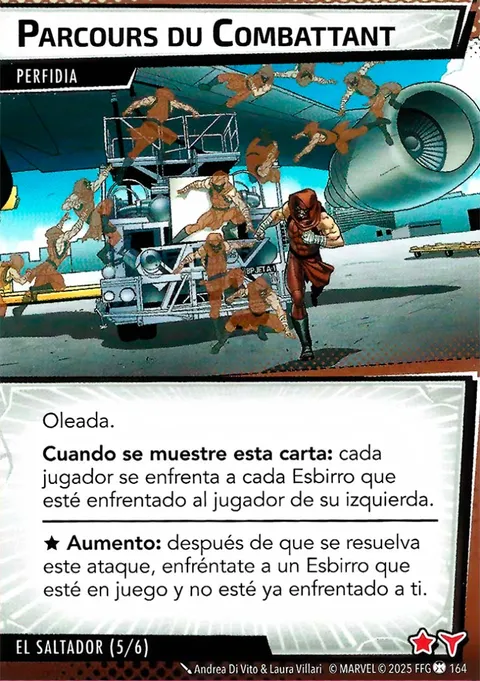 PARCOURS DU COMBATTANT
PERFIDIA
BPJETA-1
Oleada.
Cuando se muestre esta carta: cada
jugador se enfrenta a cada Esbirro que
esté enfrentado al jugador de su izquierda.
★ Aumento: después de que se resuelva
este ataque, enfréntate a un Esbirro que
esté en juego y no esté ya enfrentado a ti.
EL SALTADOR (5/6)
Andrea Di Vito & Laura Villari © MARVEL © 2025 FFG 164